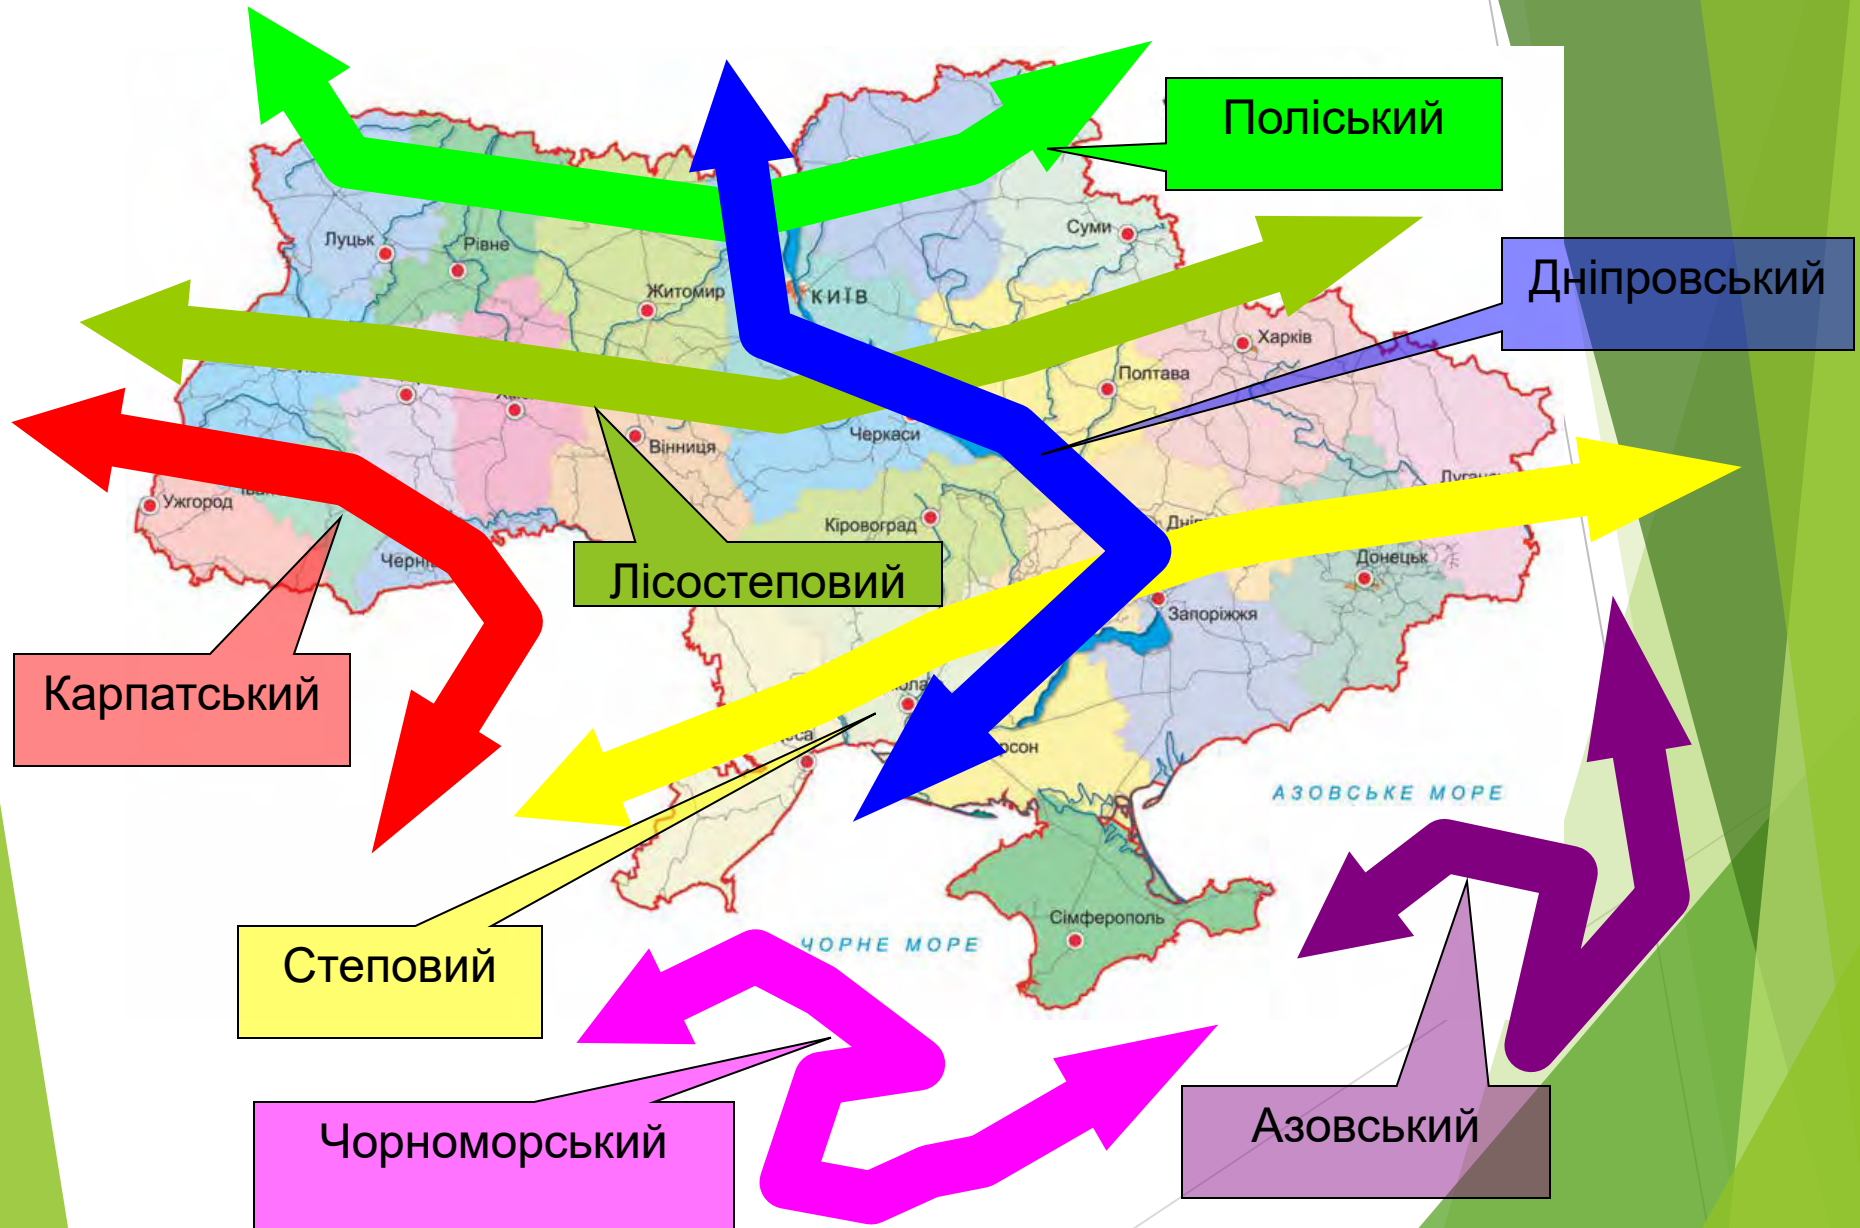 Поліський
Суми
Луцьк
Рівне
Дніпровський
Житомир
КИЇВ
Харків
Полтава
Черкаси
Вінниця
Ужгород
Кіровоград
Донецьк
Лісостеповий
Запоріжжя
Карпатський
АЗОВСЬКЕ МОРЕ
Сімферополь
ЧОРНЕ МОРЕ
Степовий
Чорноморський
Азовський